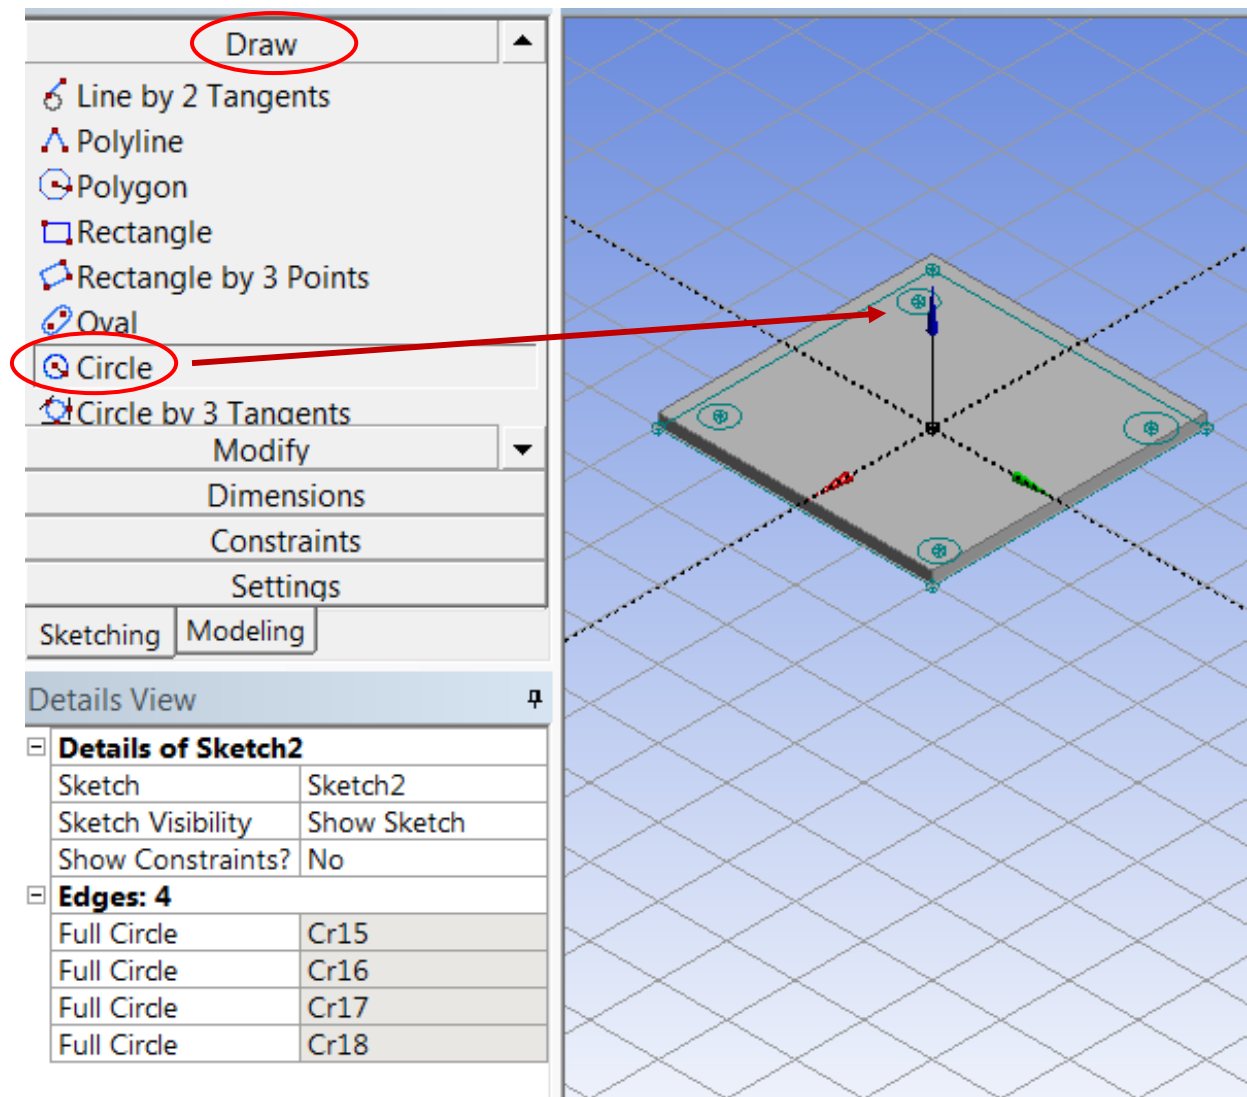 Draw
Line by 2 Tangents
Polyline
Polygon
Rectangle
Rectangle by 3 Points
Oval
Circle
Circle by 3 Tangents
Modify
Dimensions
Constraints
Settings
Sketching Modeling
Details View
Details of Sketch2
Sketch Sketch2
Sketch Visibility Show Sketch
Show Constraints? No
Edges: 4
Full Circle Cr15
Full Circle Cr16
Full Circle Cr17
Full Circle Cr18